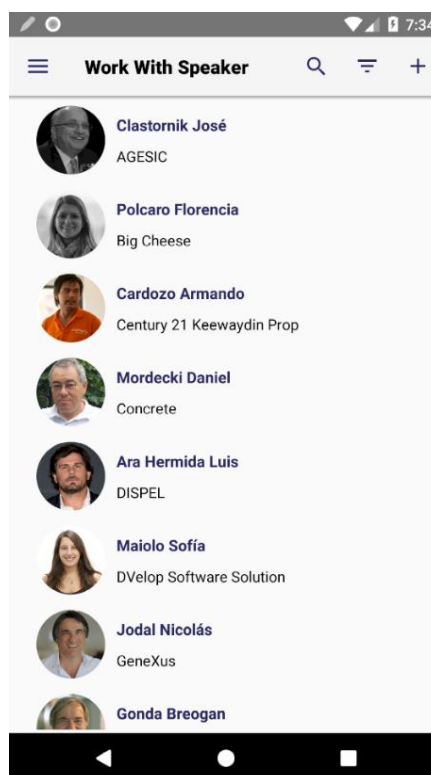 7:34
Work With Speaker
Clastornik José
AGESIC
Polcaro Florencia
Big Cheese
Cardozo Armando
Century 21 Keewaydin Prop
Mordecki Daniel
Concrete
Ara Hermida Luis
DISPEL
Maiolo Sofía
DVelop Software Solution
Jodal Nicolás
GeneXus
Gonda Breogan